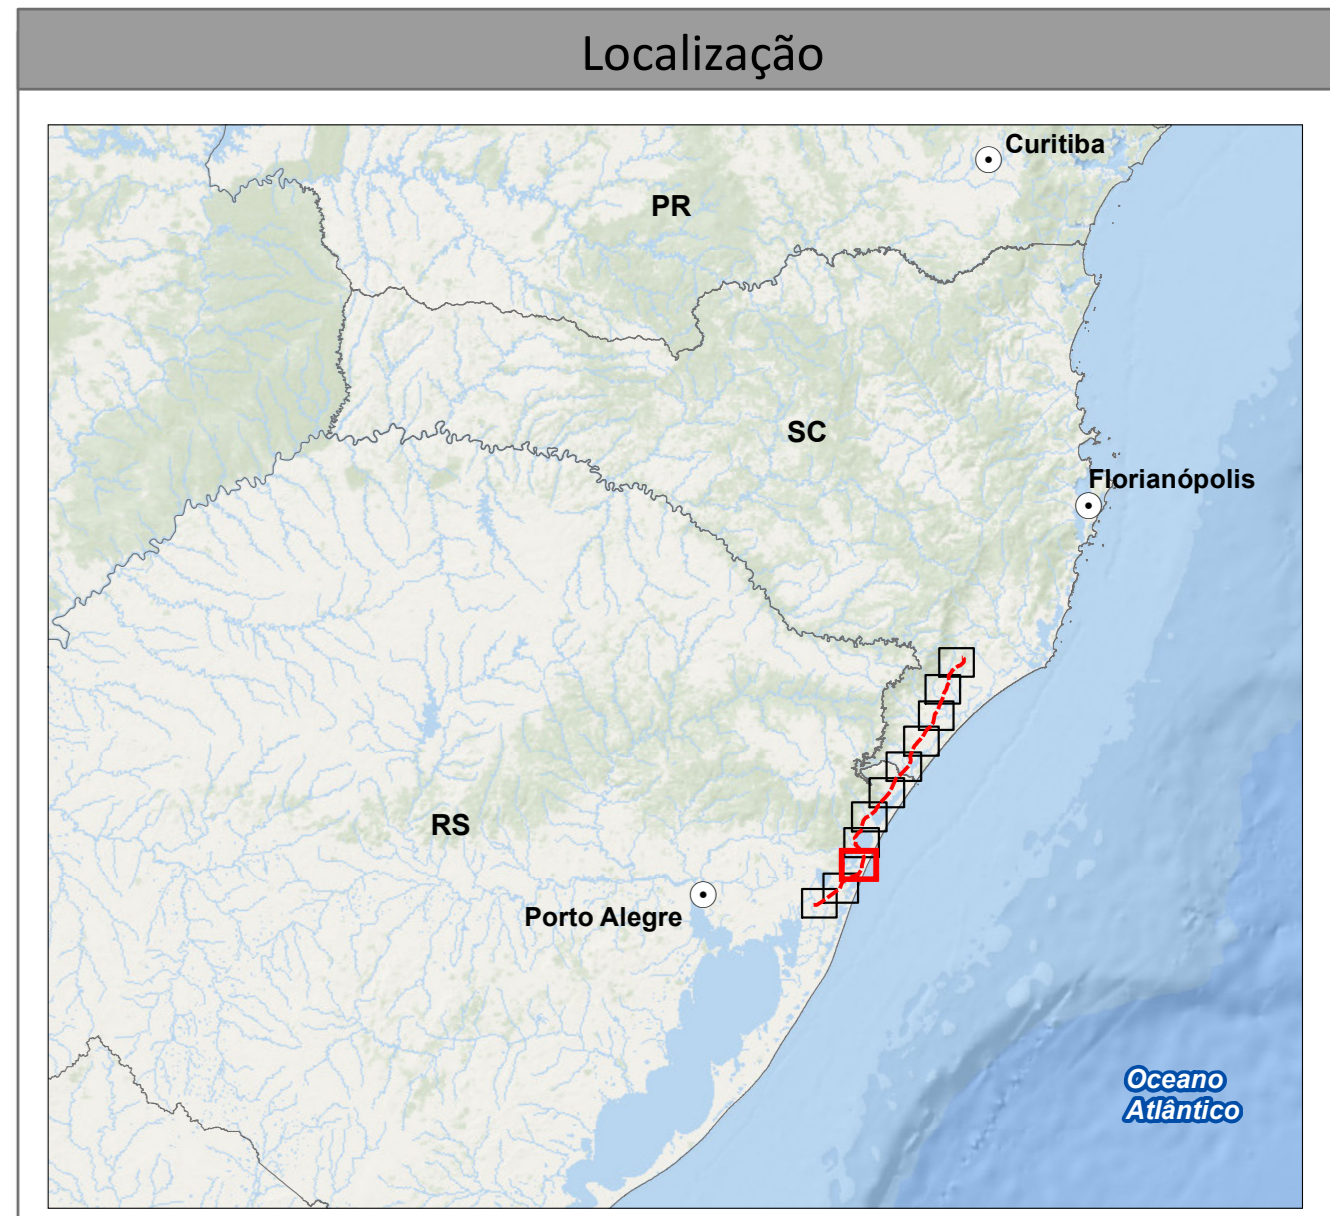 Localização
Curitiba
PR
SC
Florianópolis
RS
Porto Alegre
Oceano
Atlântico